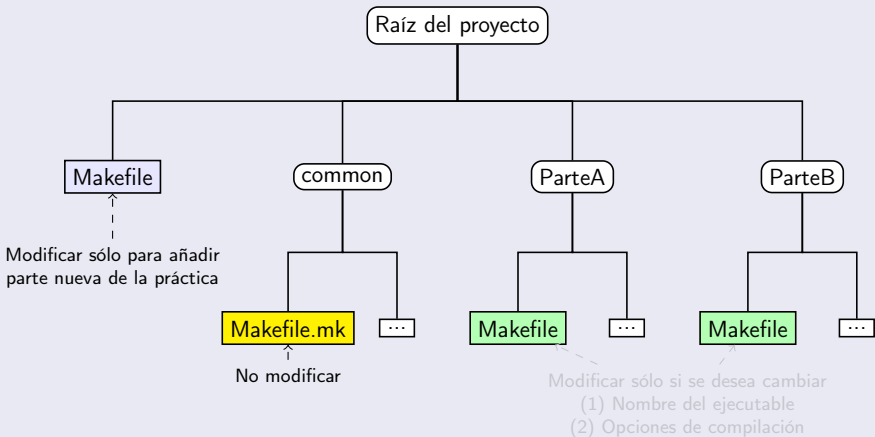 Raíz del proyecto
Makefile
common
ParteA
ParteB
Modificar sólo para añadir
parte nueva de la práctica
Makefile.mk
...
Makefile
...
Makefile
...
No modificar
Modificar sólo si se desea cambiar
(1) Nombre del ejecutable
(2) Opciones de compilación